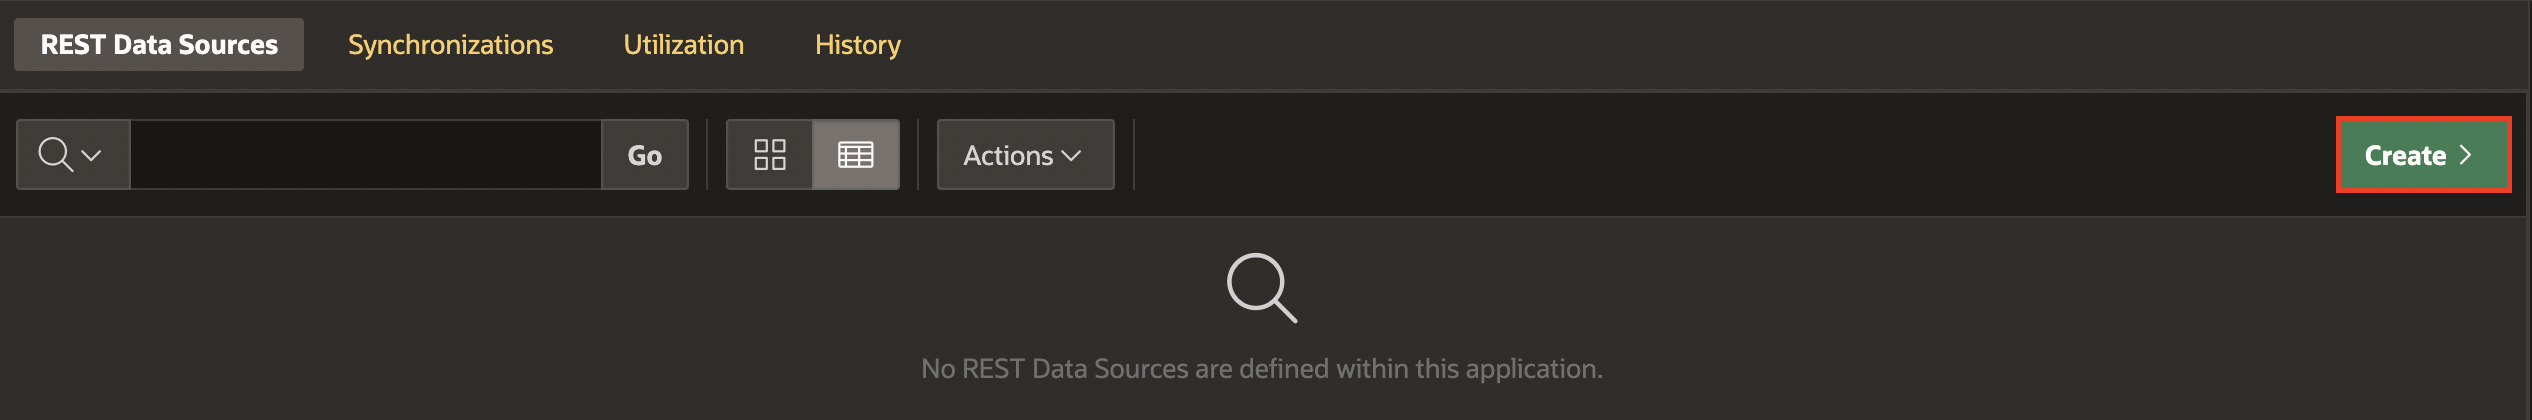 REST Data Sources Synchronizations Utilization History
Go Actions Create
No REST Data Sources are defined within this application.